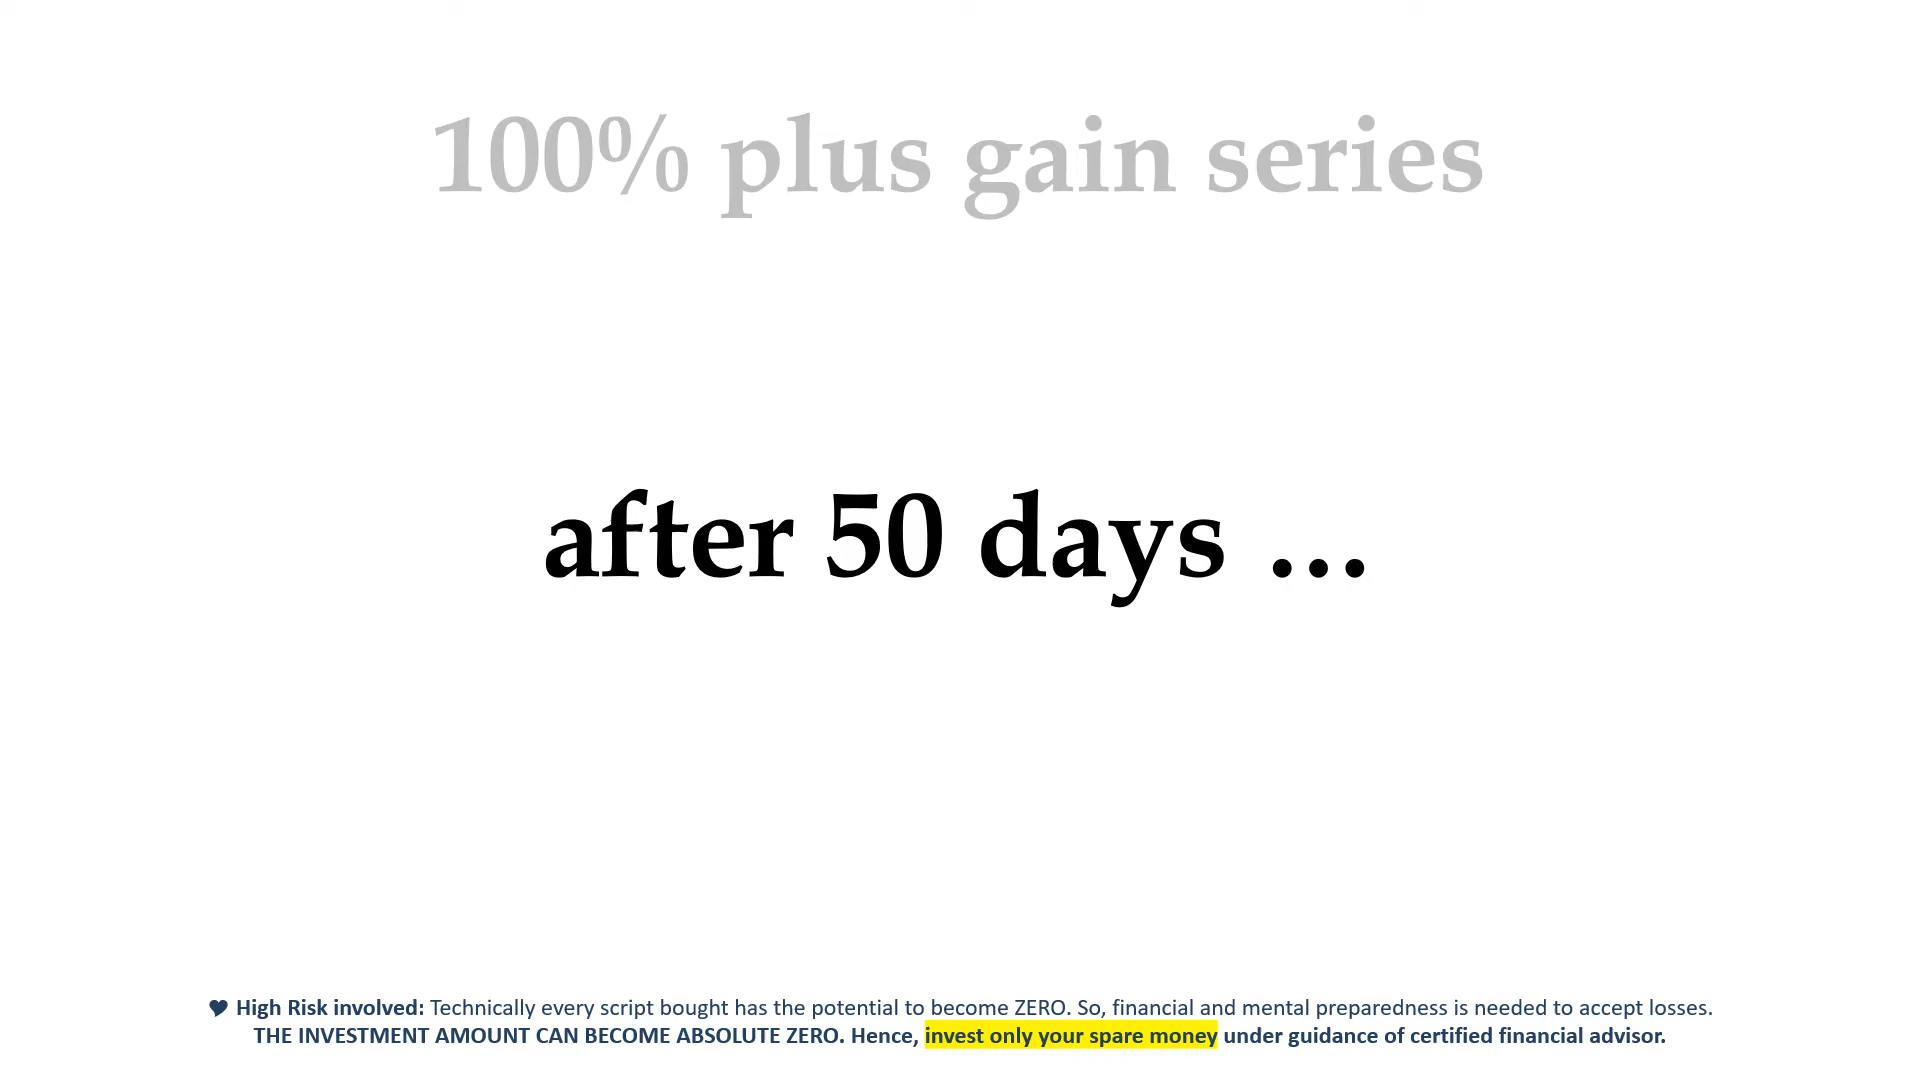 100% plus gain series
after 50 days ...
♥ High Risk involved: Technically every script bought has the potential to become ZERO. So, financial and mental preparedness is needed to accept losses.
THE INVESTMENT AMOUNT CAN BECOME ABSOLUTE ZERO. Hence, invest only your spare money under guidance of certified financial advisor.